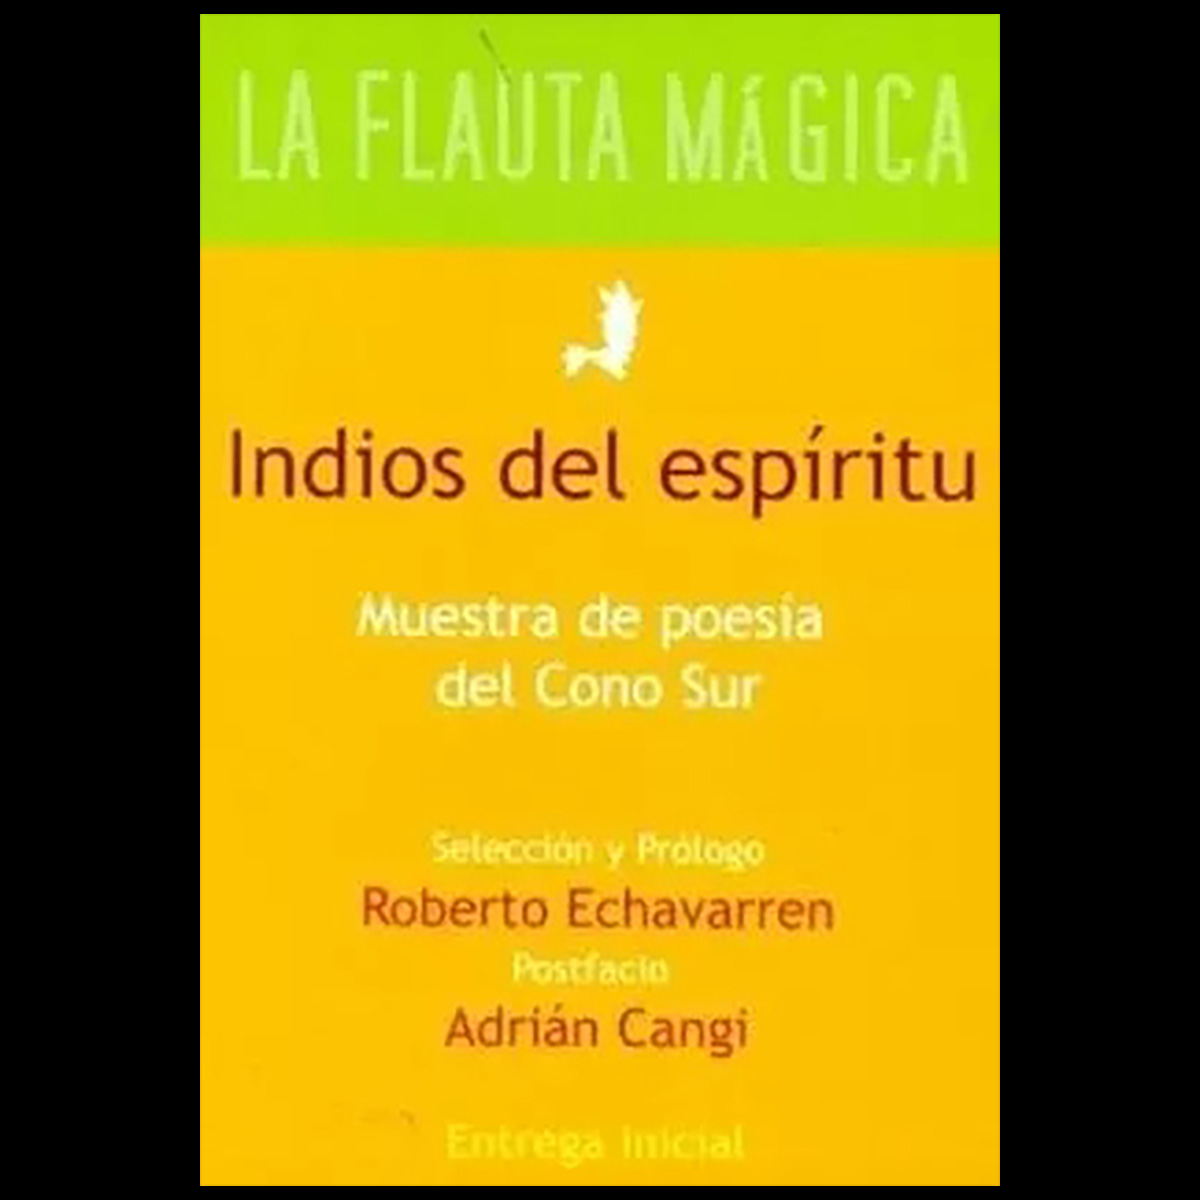 LA FLAUTA MáGICA
Indios del espíritu
Muestra de poesía
del Cono Sur
Selección y Prólogo
Roberto Echavarren
Postfacio
Adrián Cangi
Entrega inicial